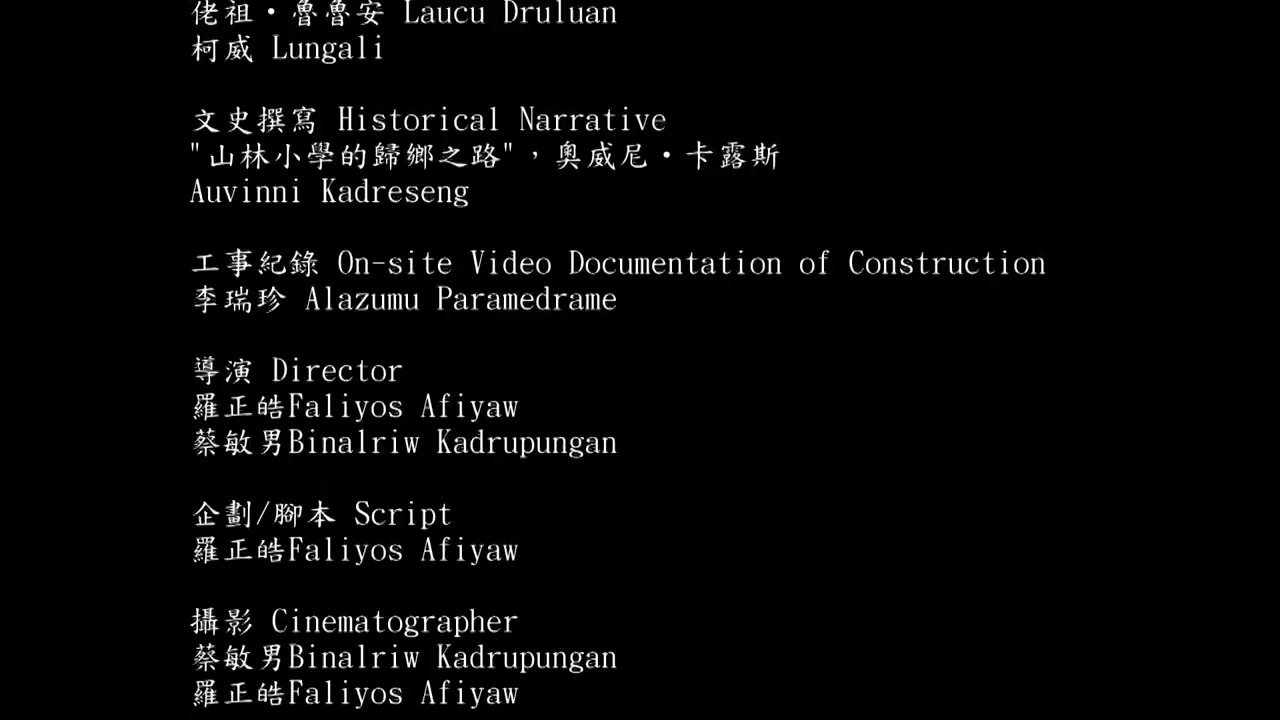 佬祖・魯魯安 Laucu Druluan
柯威 Lungali
文史撰寫 Historical Narrative
"山林小學的歸鄉之路"，奧威尼・卡露斯
Auvinni Kadreseng
工事紀錄 On-site Video Documentation of Construction
李瑞珍 Alazumu Paramedrame
導演 Director
羅正皓Faliyos Afiyaw
蔡敏男Binalriw Kadrupungan
企劃/腳本 Script
羅正皓Faliyos Afiyaw
攝影 Cinematographer
蔡敏男Binalriw Kadrupungan
羅正皓Faliyos Afiyaw